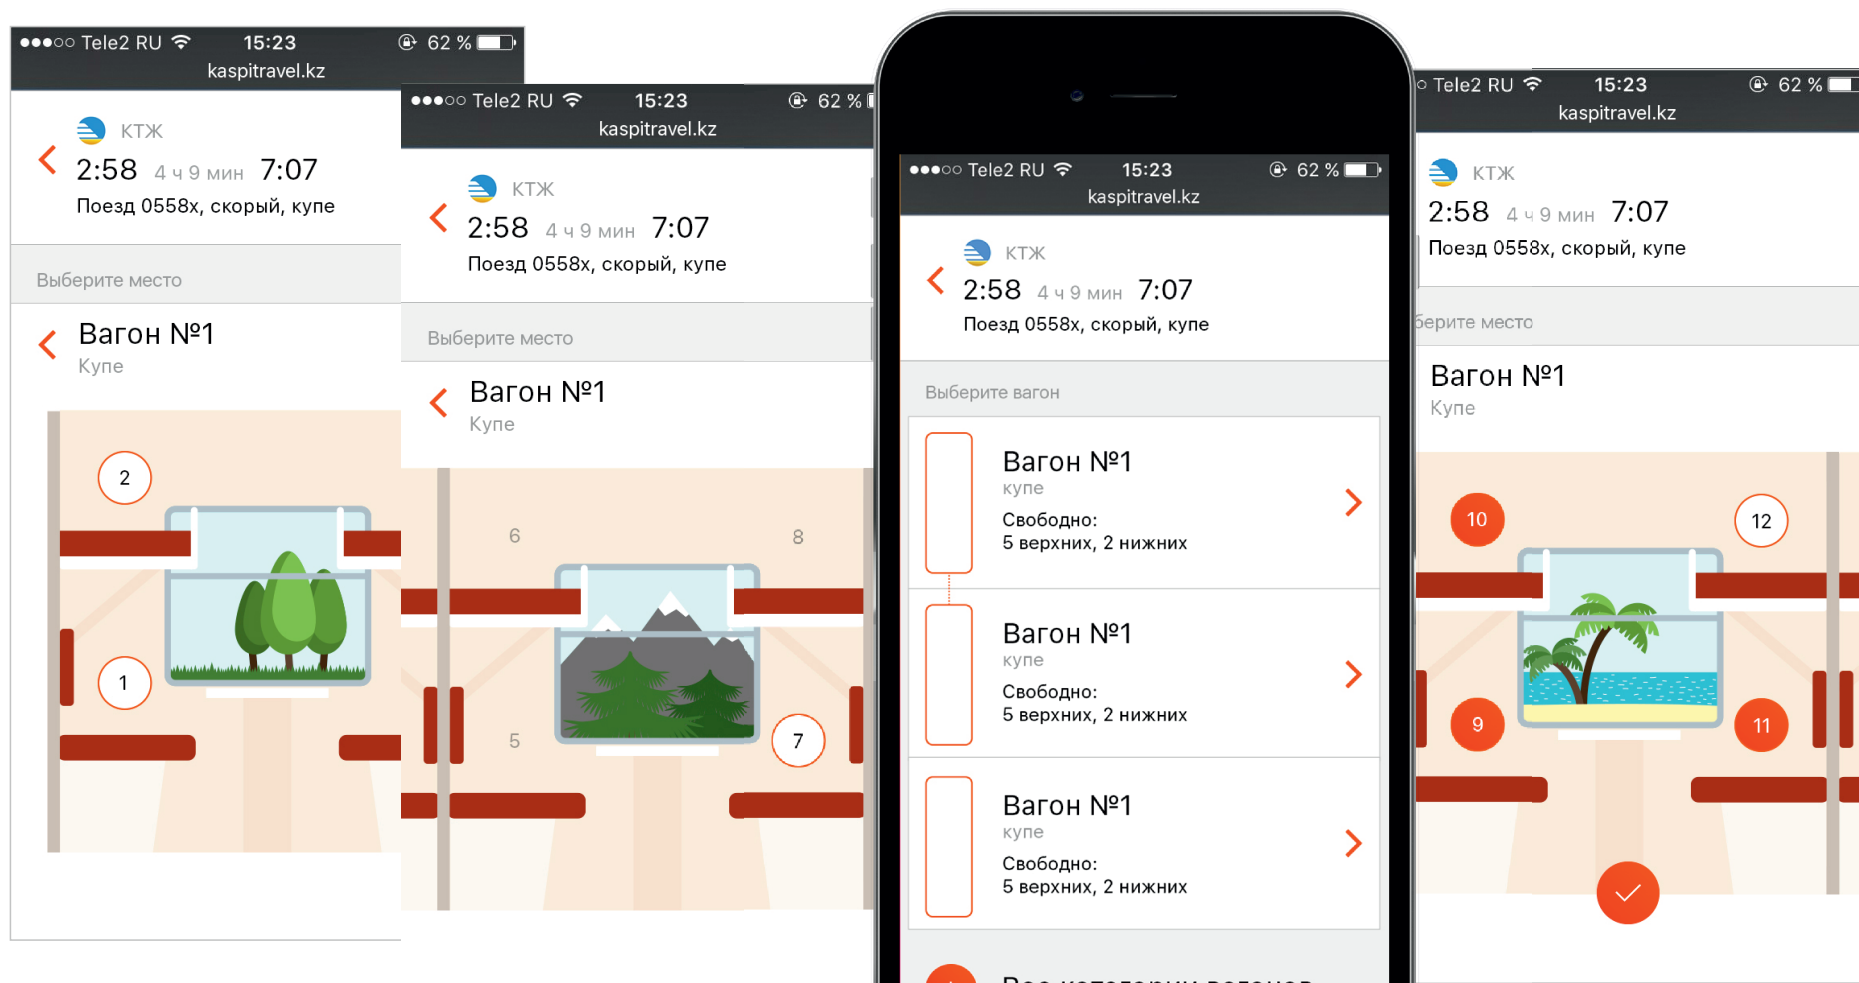 Tele2 RU 15:23 62 %
kaspitravel.kz
КТЖ
2:58 4 ч 9 мин 7:07
Поезд 0558х, скорый, купе
Выберите место
Вагон №1
Купе
2
1
Tele2 RU 15:23 62 %
kaspitravel.kz
КТЖ
2:58 4 ч 9 мин 7:07
Поезд 0558х, скорый, купе
Выберите место
Вагон №1
Купе
6 8
5 7
Tele2 RU 15:23 62 %
kaspitravel.kz
КТЖ
2:58 4 ч 9 мин 7:07
Поезд 0558х, скорый, купе
Выберите вагон
Вагон №1
купе
Свободно:
5 верхних, 2 нижних
Вагон №1
купе
Свободно:
5 верхних, 2 нижних
Вагон №1
купе
Свободно:
5 верхних, 2 нижних
Все категории вагонов
Tele2 RU 15:23 62 %
kaspitravel.kz
КТЖ
2:58 4 ч 9 мин 7:07
Поезд 0558х, скорый, купе
берите место
Вагон №1
Купе
10 12
9 11